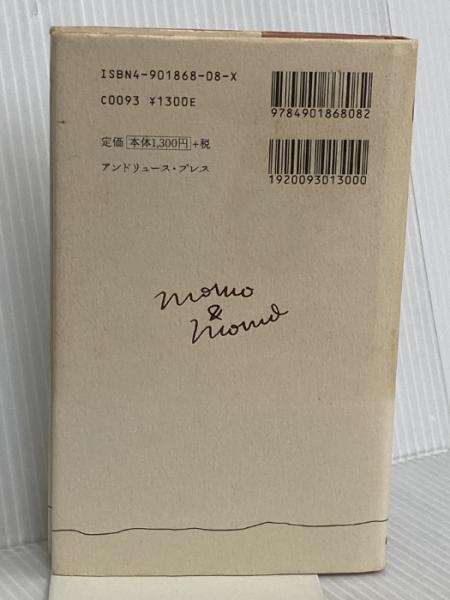 ISBN4-901868-08-X
C0093 ¥1300E
定価 本体1,300円+税
アンドリュース・プレス
9784901868082
1920093013000
momo
&
momo